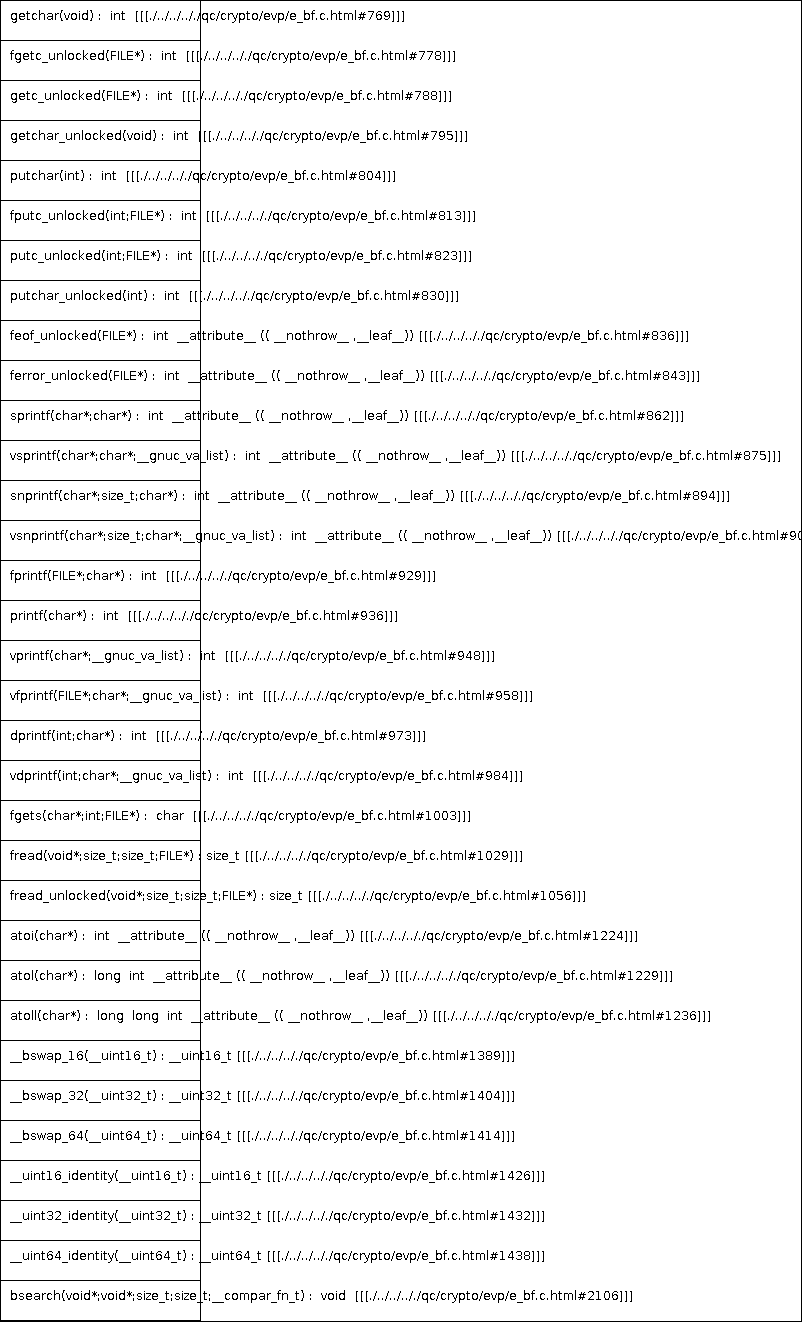 getchar(void) : int [[[./../../../../qc/crypto/evp/e_bf.c.html#769]]]
fgetc_unlocked(FILE*) : int [[[./../../../../qc/crypto/evp/e_bf.c.html#778]]]
getc_unlocked(FILE*) : int [[[./../../../../qc/crypto/evp/e_bf.c.html#788]]]
getchar_unlocked(void) : int [[[./../../../../qc/crypto/evp/e_bf.c.html#795]]]
putchar(int) : int [[[./../../../../qc/crypto/evp/e_bf.c.html#804]]]
fputc_unlocked(int;FILE*) : int [[[./../../../../qc/crypto/evp/e_bf.c.html#813]]]
putc_unlocked(int;FILE*) : int [[[./../../../../qc/crypto/evp/e_bf.c.html#823]]]
putchar_unlocked(int) : int [[[./../../../../qc/crypto/evp/e_bf.c.html#830]]]
feof_unlocked(FILE*) : int __attribute__ (( __nothrow__ ,__leaf__)) [[[./../../../../qc/crypto/evp/e_bf.c.html#836]]]
ferror_unlocked(FILE*) : int __attribute__ (( __nothrow__ ,__leaf__)) [[[./../../../../qc/crypto/evp/e_bf.c.html#843]]]
sprintf(char*;char*) : int __attribute__ (( __nothrow__ ,__leaf__)) [[[./../../../../qc/crypto/evp/e_bf.c.html#862]]]
vsprintf(char*;char*;__gnuc_va_list) : int __attribute__ (( __nothrow__ ,__leaf__)) [[[./../../../../qc/crypto/evp/e_bf.c.html#875]]]
snprintf(char*;size_t;char*) : int __attribute__ (( __nothrow__ ,__leaf__)) [[[./../../../../qc/crypto/evp/e_bf.c.html#894]]]
vsnprintf(char*;size_t;char*;__gnuc_va_list) : int __attribute__ (( __nothrow__ ,__leaf__)) [[[./../../../../qc/crypto/evp/e_bf.c.html#90
fprintf(FILE*;char*) : int [[[./../../../../qc/crypto/evp/e_bf.c.html#929]]]
printf(char*) : int [[[./../../../../qc/crypto/evp/e_bf.c.html#936]]]
vprintf(char*;__gnuc_va_list) : int [[[./../../../../qc/crypto/evp/e_bf.c.html#948]]]
vfprintf(FILE*;char*;__gnuc_va_list) : int [[[./../../../../qc/crypto/evp/e_bf.c.html#958]]]
dprintf(int;char*) : int [[[./../../../../qc/crypto/evp/e_bf.c.html#973]]]
vdprintf(int;char*;__gnuc_va_list) : int [[[./../../../../qc/crypto/evp/e_bf.c.html#984]]]
fgets(char*;int;FILE*) : char [[[./../../../../qc/crypto/evp/e_bf.c.html#1003]]]
fread(void*;size_t;size_t;FILE*) : size_t [[[./../../../../qc/crypto/evp/e_bf.c.html#1029]]]
fread_unlocked(void*;size_t;size_t;FILE*) : size_t [[[./../../../../qc/crypto/evp/e_bf.c.html#1056]]]
atoi(char*) : int __attribute__ (( __nothrow__ ,__leaf__)) [[[./../../../../qc/crypto/evp/e_bf.c.html#1224]]]
atol(char*) : long int __attribute__ (( __nothrow__ ,__leaf__)) [[[./../../../../qc/crypto/evp/e_bf.c.html#1229]]]
atoll(char*) : long long int __attribute__ (( __nothrow__ ,__leaf__)) [[[./../../../../qc/crypto/evp/e_bf.c.html#1236]]]
__bswap_16(__uint16_t) : __uint16_t [[[./../../../../qc/crypto/evp/e_bf.c.html#1389]]]
__bswap_32(__uint32_t) : __uint32_t [[[./../../../../qc/crypto/evp/e_bf.c.html#1404]]]
__bswap_64(__uint64_t) : __uint64_t [[[./../../../../qc/crypto/evp/e_bf.c.html#1414]]]
__uint16_identity(__uint16_t) : __uint16_t [[[./../../../../qc/crypto/evp/e_bf.c.html#1426]]]
__uint32_identity(__uint32_t) : __uint32_t [[[./../../../../qc/crypto/evp/e_bf.c.html#1432]]]
__uint64_identity(__uint64_t) : __uint64_t [[[./../../../../qc/crypto/evp/e_bf.c.html#1438]]]
bsearch(void*;void*;size_t;size_t;__compar_fn_t) : void [[[./../../../../qc/crypto/evp/e_bf.c.html#2106]]]